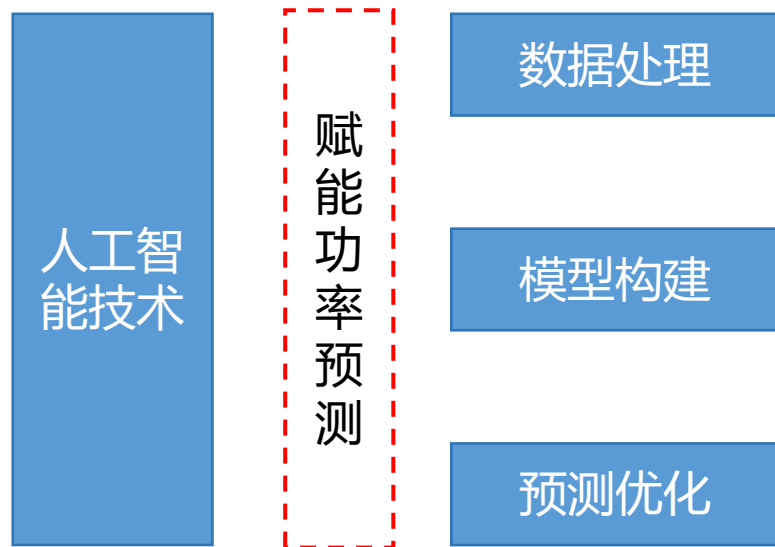 人工智
能技术
赋能功率预测
数据处理
模型构建
预测优化